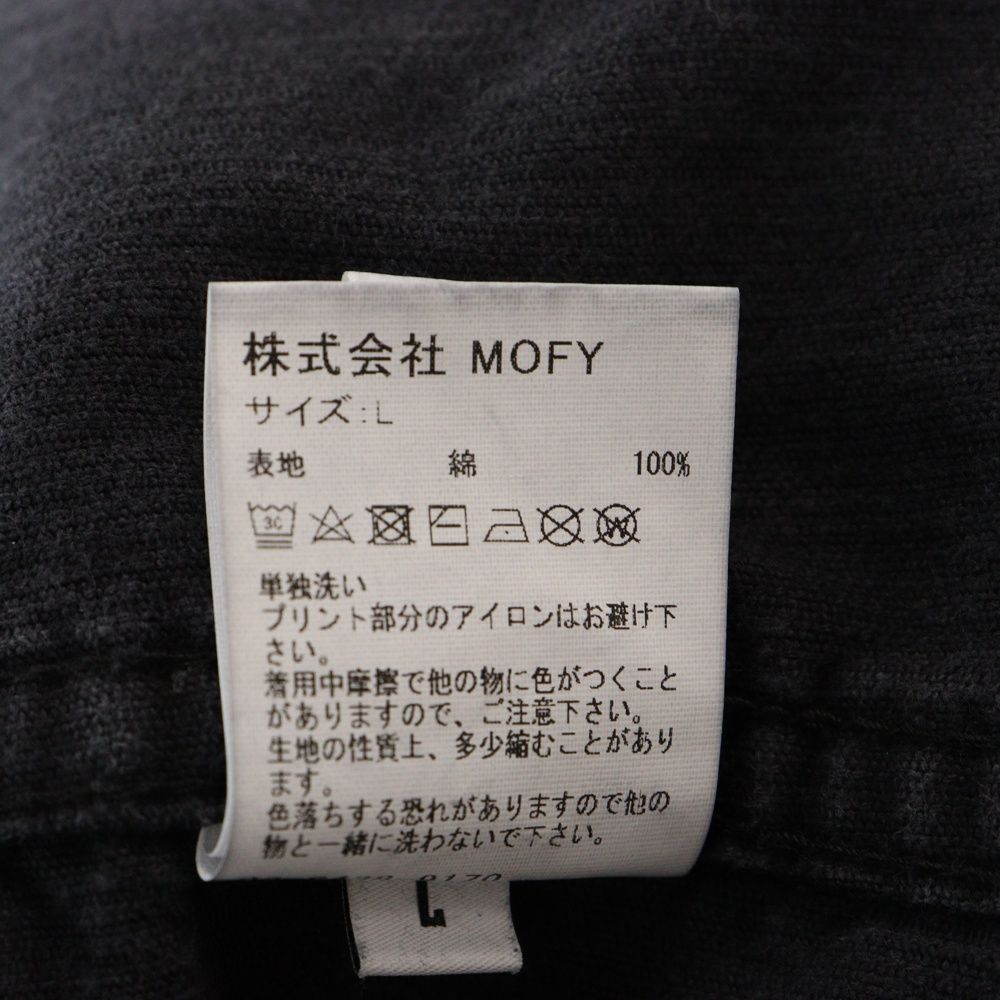 株式会社 MOFY
サイズ:L
表地 綿 100%
30
W
単独洗い
プリント部分のアイロンはお避け下
さい。
着用中摩擦で他の物に色がつくこと
がありますので、ご注意下さい。
生地の性質上、多少縮むことがあり
ます。
色落ちする恐れがありますので他の
物と一緒に洗わないで下さい。
L